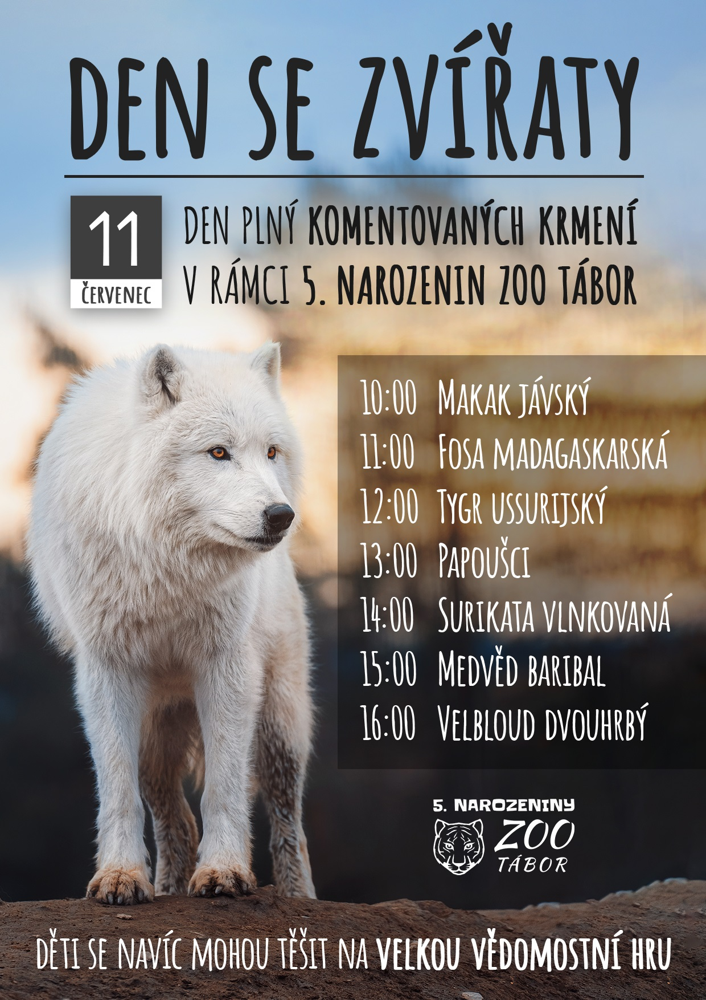 DEN SE ZVÍŘATY
11
ČERVENEC
DEN PLNÝ KOMENTOVANÝCH KRMENÍ
V RÁMCI 5. NAROZENIN ZOO TÁBOR
10:00 MAKAK JÁVSKÝ
11:00 FOSA MADAGASKARSKÁ
12:00 TYGR USSURIJSKÝ
13:00 PAPOUŠCI
14:00 SURIKATA VLNKOVANÁ
15:00 MEDVĚD BARIBAL
16:00 VELBLOUD DVOUHRBÝ
5. NAROZENINY
ZOO
TÁBOR
DĚTI SE NAVÍC MOHOU TĚŠIT NA VELKOU VĚDOMOSTNÍ HRU